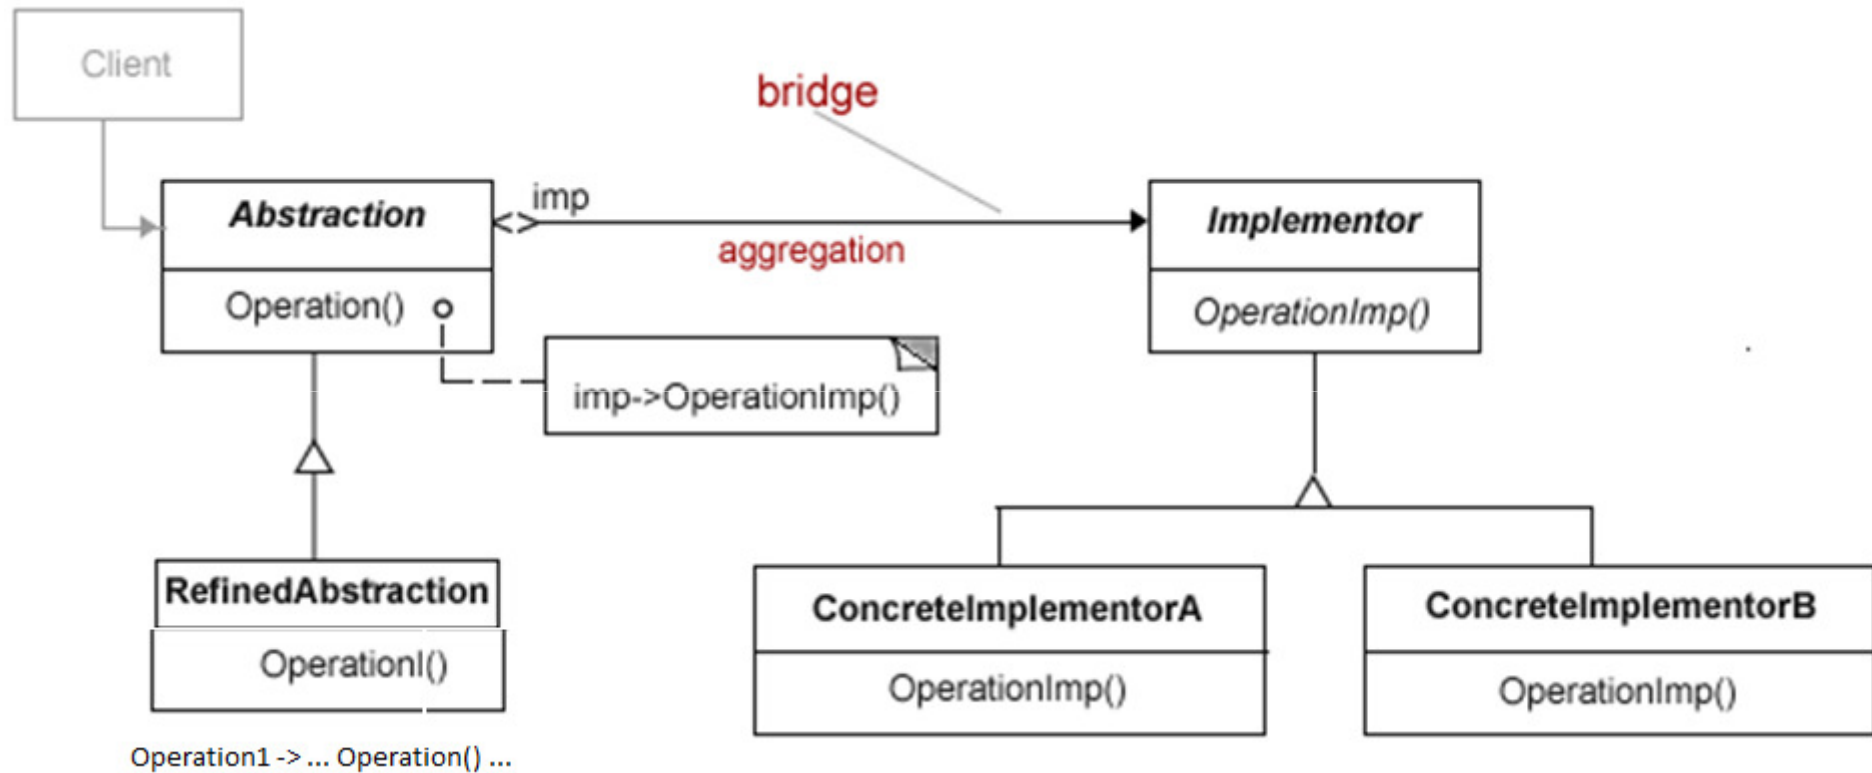 Client
bridge
Abstraction
imp
aggregation
Implementor
Operation()
OperationImp()
imp->OperationImp()
RefinedAbstraction
OperationI()
ConcreteImplementorA
OperationImp()
ConcreteImplementorB
OperationImp()
Operation1 -> ... Operation() ...